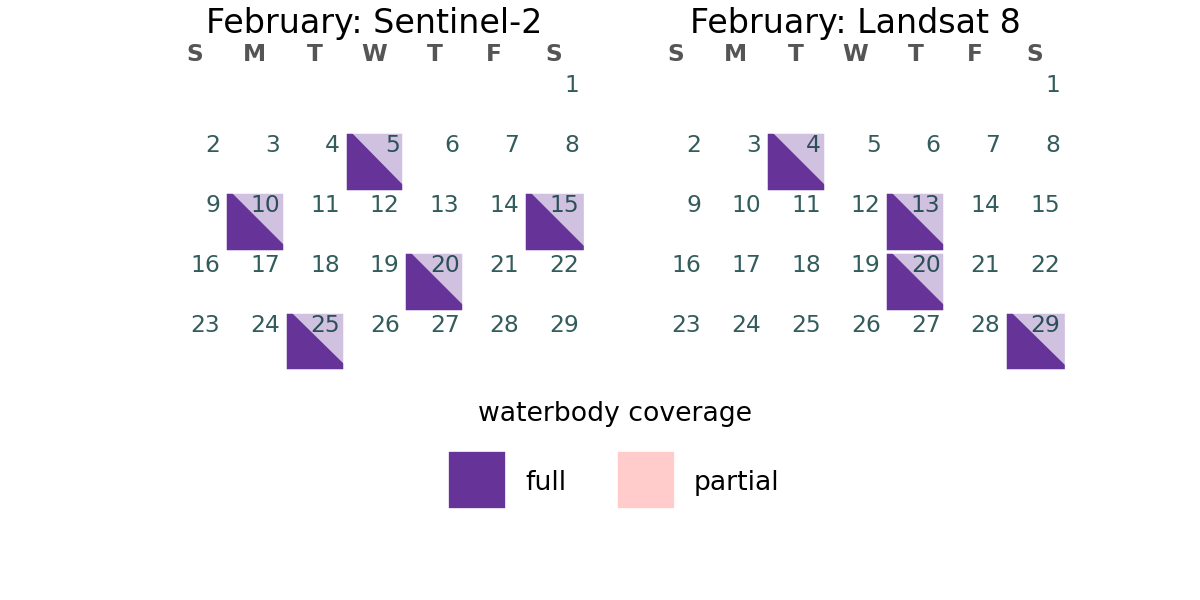 February: Sentinel-2
S M T W T F S
1
2 3 4 5 6 7 8
9 10 11 12 13 14 15
16 17 18 19 20 21 22
23 24 25 26 27 28 29
February: Landsat 8
S M T W T F S
1
2 3 4 5 6 7 8
9 10 11 12 13 14 15
16 17 18 19 20 21 22
23 24 25 26 27 28 29
waterbody coverage
full
partial